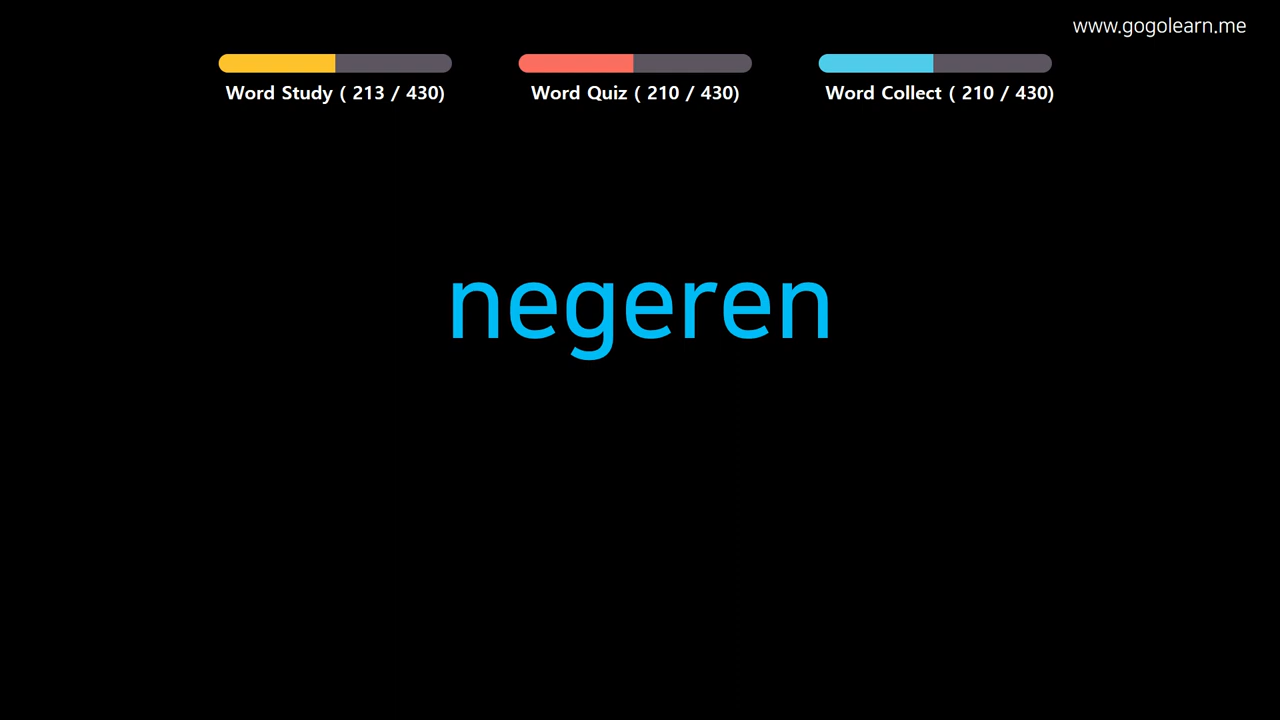 www.gogolearn.me
Word Study ( 213 / 430)
Word Quiz ( 210 / 430)
Word Collect ( 210 / 430)
negeren